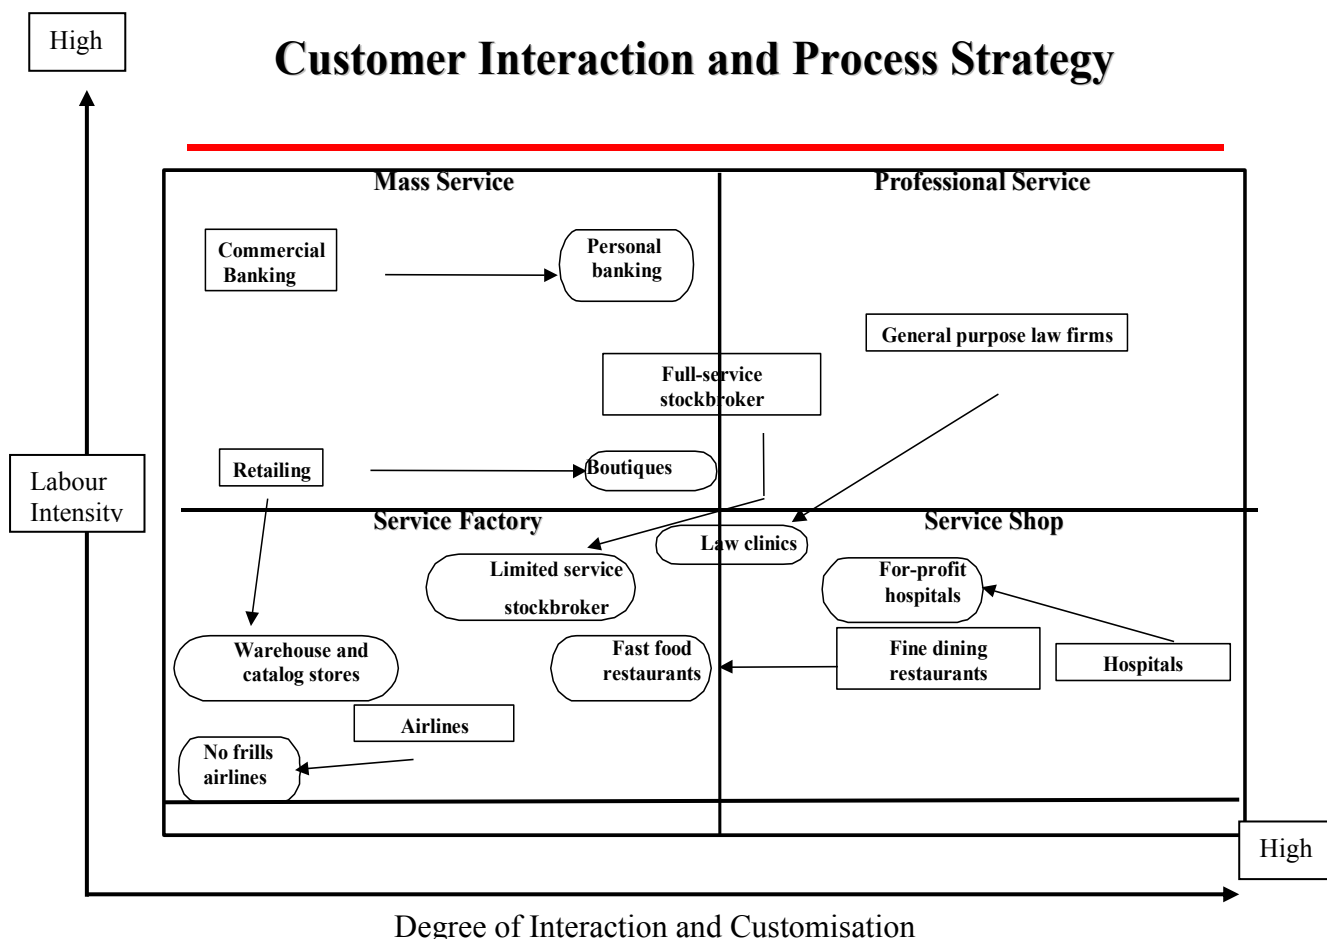 High
Customer Interaction and Process Strategy
Mass Service
Professional Service
Commercial
Banking
Personal
banking
General purpose law firms
Full-service
stockbroker
Retailing
Boutiques
Labour
Intensity
Service Factory
Service Shop
Law clinics
Limited service
stockbroker
For-profit
hospitals
Warehouse and
catalog stores
Fast food
restaurants
Fine dining
restaurants
Hospitals
Airlines
No frills
airlines
High
Degree of Interaction and Customisation